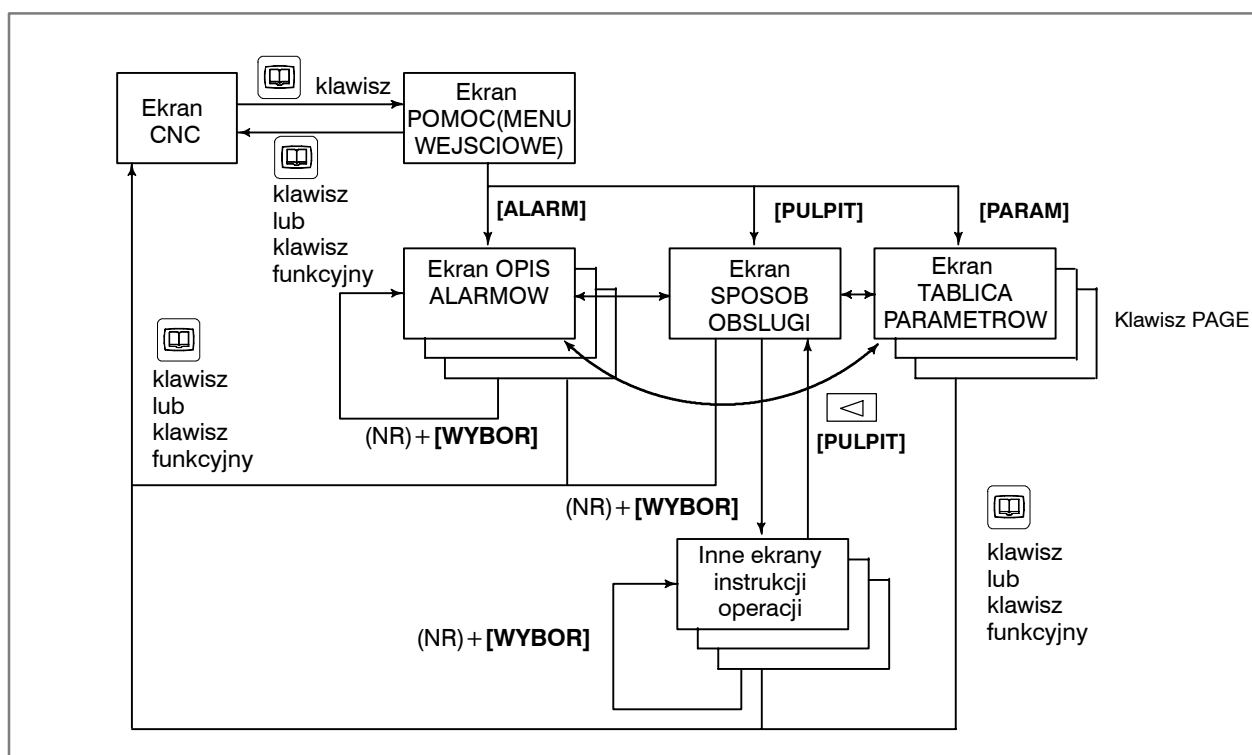 klawisz
Ekran
CNC
Ekran
POMOC(MENU
WEJSCIOWE)
klawisz
lub
klawisz
funkcyjny
[ALARM]
[PULPIT]
[PARAM]
Ekran OPIS
ALARMOW
Ekran
SPOSOB
OBSLUGI
Ekran
TABLICA
PARAMETROW
Klawisz PAGE
klawisz
lub
klawisz
funkcyjny
(NR)+[WYBOR]
[PULPIT]
(NR)+[WYBOR]
Inne ekrany
instrukcji
operacji
(NR)+[WYBOR]
klawisz
lub
klawisz
funkcyjny